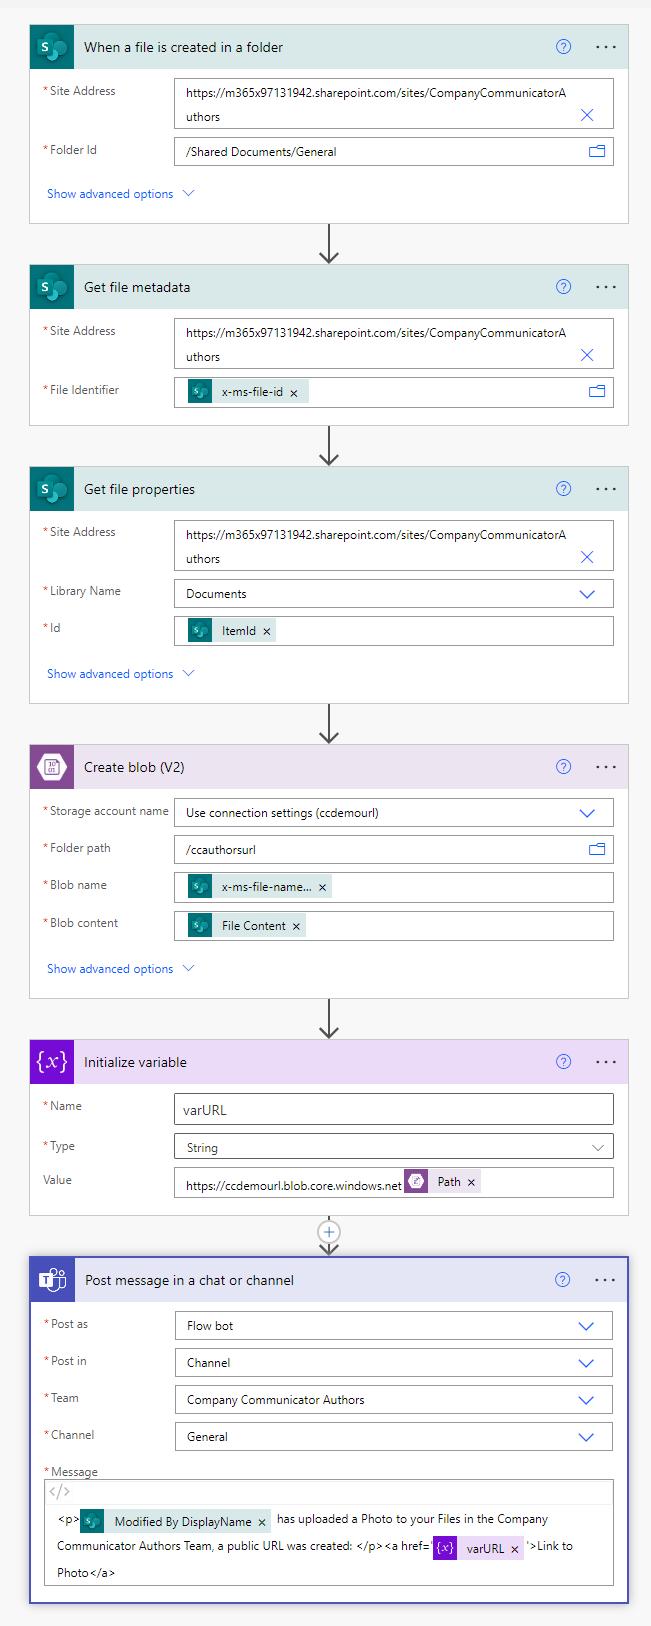 When a file is created in a folder
* Site Address
https://m365x97131942.sharepoint.com/sites/CompanyCommunicatorA
uthors
* Folder Id
/Shared Documents/General
Show advanced options
Get file metadata
* Site Address
https://m365x97131942.sharepoint.com/sites/CompanyCommunicatorA
uthors
* File Identifier
x-ms-file-id ×
Get file properties
* Site Address
https://m365x97131942.sharepoint.com/sites/CompanyCommunicatorA
uthors
* Library Name
Documents
* Id
ItemId ×
Show advanced options
Create blob (V2)
* Storage account name
Use connection settings (ccdemourl)
* Folder path
/ccauthorsurl
* Blob name
x-ms-file-name... ×
* Blob content
File Content ×
Show advanced options
{x} Initialize variable
* Name
varURL
* Type
String
Value
https://ccdemourl.blob.core.windows.net Path ×
Post message in a chat or channel
* Post as
Flow bot
* Post in
Channel
* Team
Company Communicator Authors
* Channel
General
* Message
</>
<p> Modified By DisplayName × has uploaded a Photo to your Files in the Company
Communicator Authors Team, a public URL was created: </p><a href='{x} varURL × '>Link to
Photo</a>